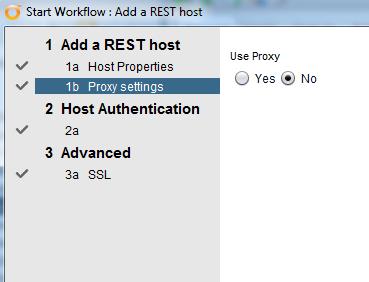 Start Workflow : Add a REST host
1 Add a REST host
1a Host Properties
1b Proxy settings
2 Host Authentication
2a
3 Advanced
3a SSL
Use Proxy
Yes No